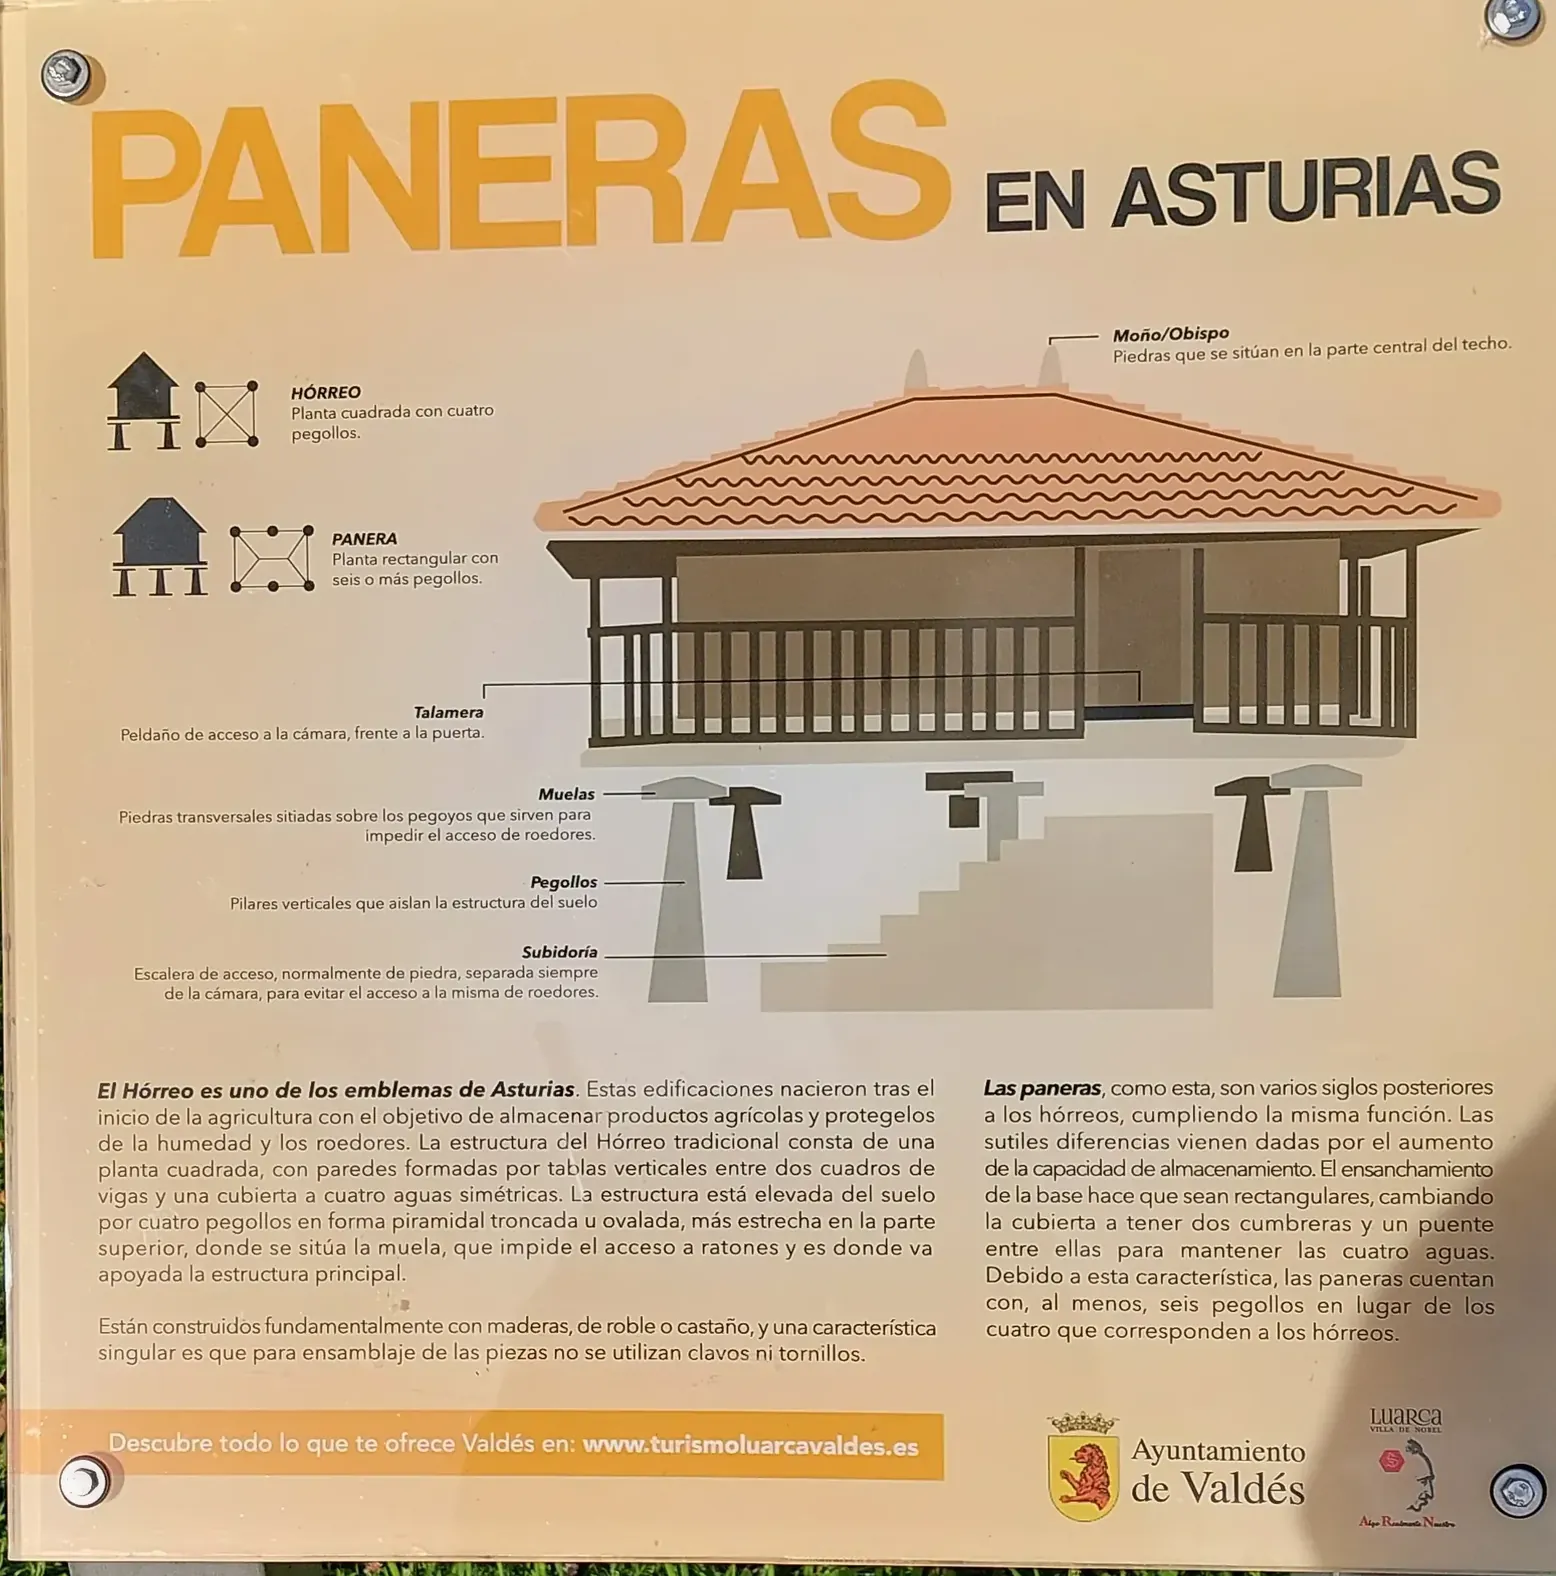 PANERAS EN ASTURIAS
Moño/Obispo
Piedras que se sitúan en la parte central del techo.
HÓRREO
Planta cuadrada con cuatro
pegollos.
PANERA
Planta rectangular con
seis o más pegollos.
Talamera
Peldaño de acceso a la cámara, frente a la puerta.
Muelas
Piedras transversales sitiadas sobre los pegoyos que sirven para
impedir el acceso de roedores.
Pegollos
Pilares verticales que aislan la estructura del suelo
Subidoría
Escalera de acceso, normalmente de piedra, separada siempre
de la cámara, para evitar el acceso a la misma de roedores.
El Hórreo es uno de los emblemas de Asturias. Estas edificaciones nacieron tras el
inicio de la agricultura con el objetivo de almacenar productos agrícolas y protegelos
de la humedad y los roedores. La estructura del Hórreo tradicional consta de una
planta cuadrada, con paredes formadas por tablas verticales entre dos cuadros de
vigas y una cubierta a cuatro aguas simétricas. La estructura está elevada del suelo
por cuatro pegollos en forma piramidal troncada u ovalada, más estrecha en la parte
superior, donde se sitúa la muela, que impide el acceso a ratones y es donde va
apoyada la estructura principal.
Están construidos fundamentalmente con maderas, de roble o castaño, y una característica
singular es que para ensamblaje de las piezas no se utilizan clavos ni tornillos.
Las paneras, como esta, son varios siglos posteriores
a los hórreos, cumpliendo la misma función. Las
sutiles diferencias vienen dadas por el aumento
de la capacidad de almacenamiento. El ensanchamiento
de la base hace que sean rectangulares, cambiando
la cubierta a tener dos cumbreras y un puente
entre ellas para mantener las cuatro aguas.
Debido a esta característica, las paneras cuentan
con, al menos, seis pegollos en lugar de los
cuatro que corresponden a los hórreos.
Descubre todo lo que te ofrece Valdés en: www.turismoluarcavaldes.es
Ayuntamiento
de Valdés
LUARCA
VILLA DE NOBEL
S
Algo Realmente Nuestro